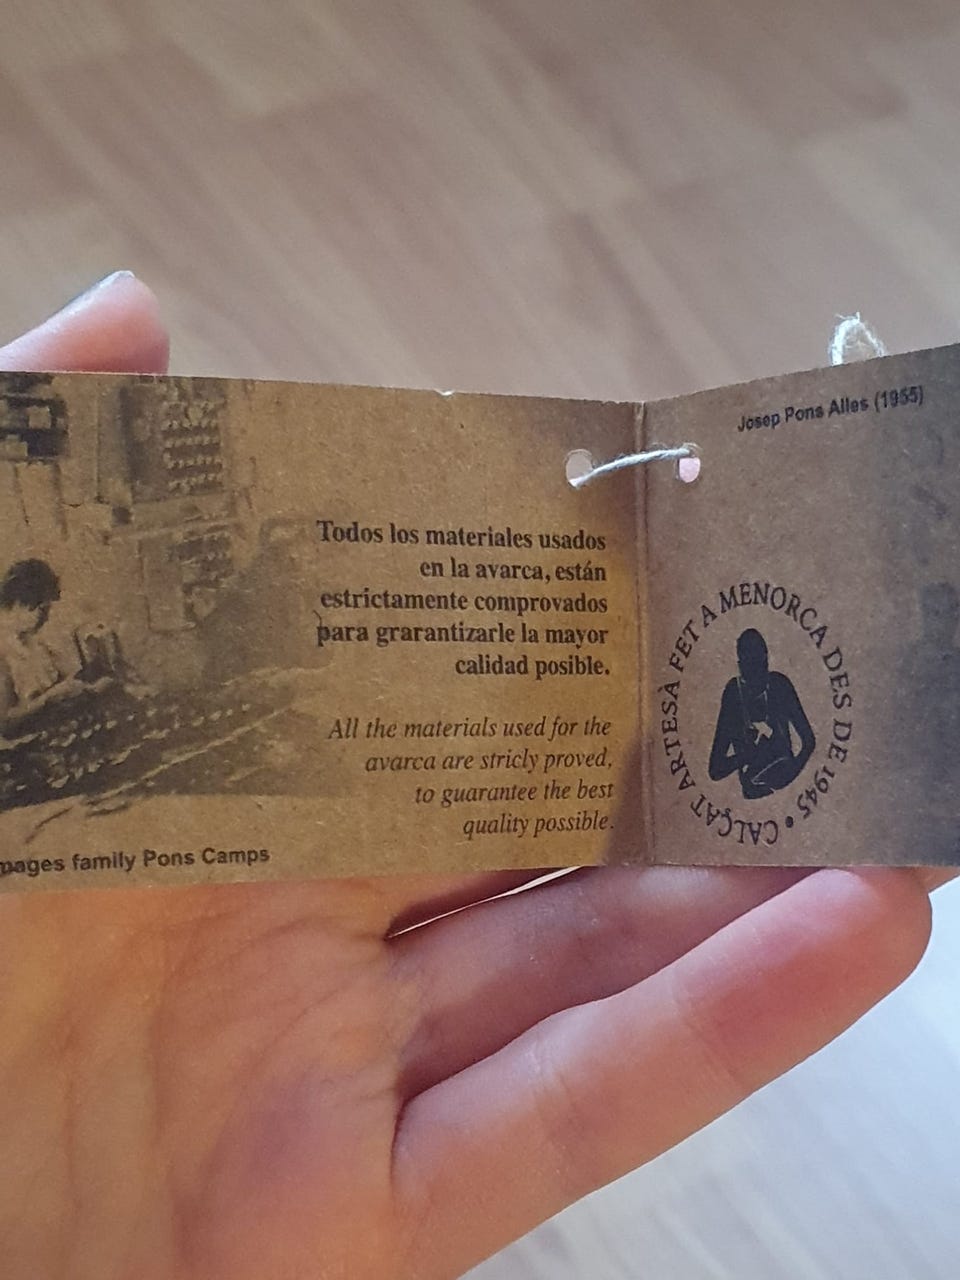 Todos los materiales usados
en la avarca, están
estrictamente comprovados
para grarantizarle la mayor
calidad posible.
All the materials used for the
avarca are stricly proved,
to guarantee the best
quality possible.
mages family Pons Camps
Josep Pons Alles (1955)
CALÇAT ARTESÀ FET A MENORCA DES DE 1945 •